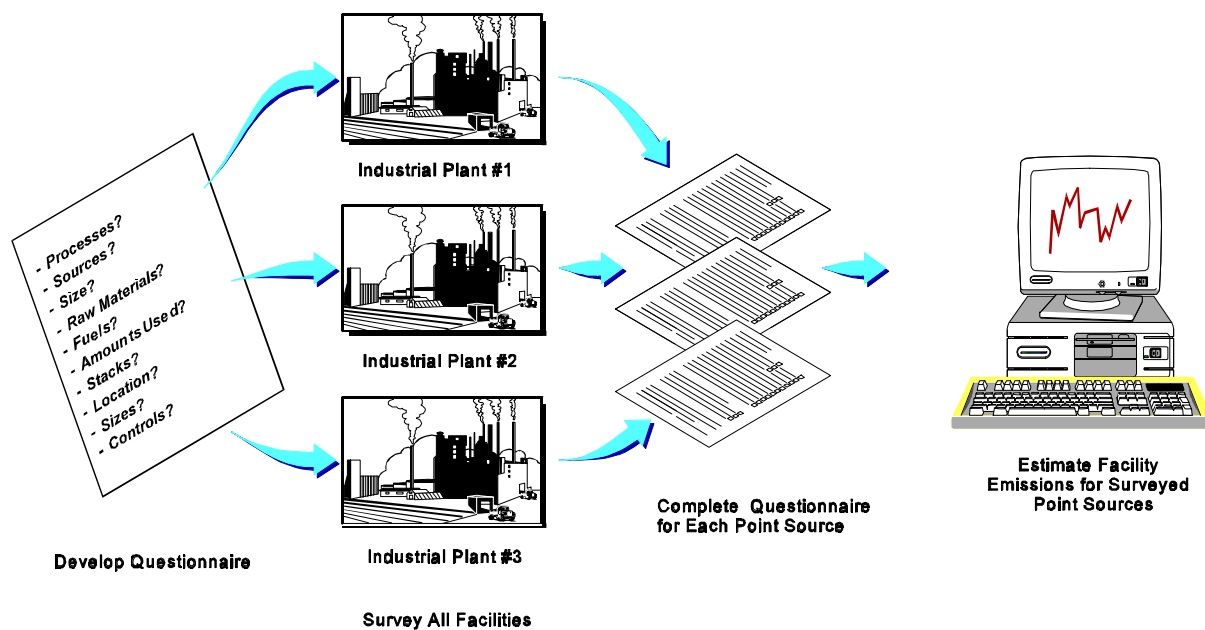 - Processes?
- Sources?
- Size?
- Raw Materials?
- Fuels?
- Amounts Used?
- Stacks?
- Location?
- Sizes?
- Controls?
Develop Questionnaire
Industrial Plant #1
Industrial Plant #2
Industrial Plant #3
Survey All Facilities
Complete Questionnaire
for Each Point Source
Estimate Facility
Emissions for Surveyed
Point Sources